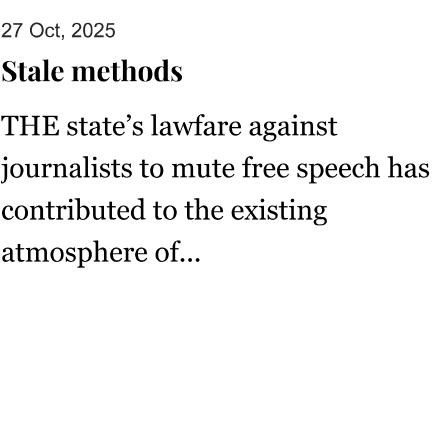 27 Oct, 2025
Stale methods
THE state’s lawfare against
journalists to mute free speech has
contributed to the existing
atmosphere of...